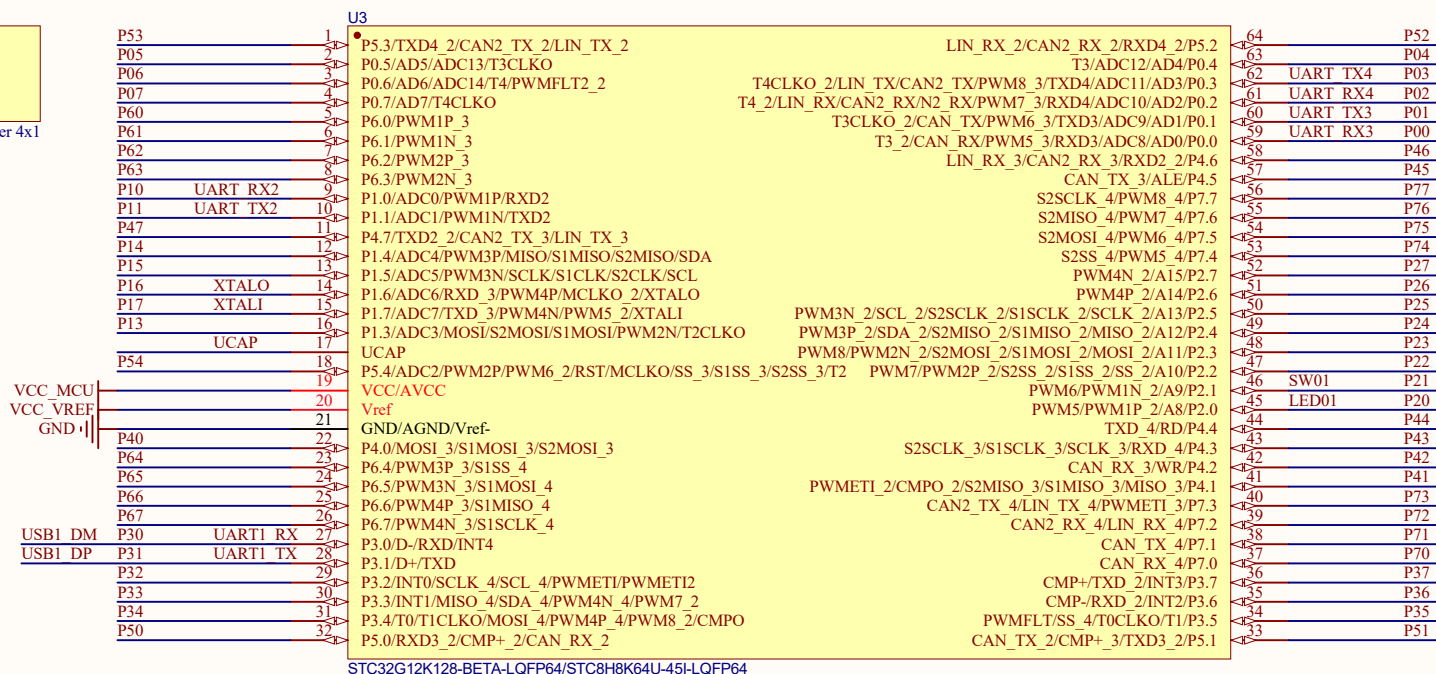 U3
er 4x1
P53 1 P5.3/TXD4_2/CAN2_TX_2/LIN_TX_2 LIN_RX_2/CAN2_RX_2/RXD4_2/P5.2 64 P52
P05 2 P0.5/AD5/ADC13/T3CLKO T3/ADC12/AD4/P0.4 63 P04
P06 3 P0.6/AD6/ADC14/T4/PWMFLT2_2 T4CLKO_2/LIN_TX/CAN2_TX/PWM8_3/TXD4/ADC11/AD3/P0.3 62 UART_TX4 P03
P07 4 P0.7/AD7/T4CLKO T4_2/LIN_RX/CAN2_RX/N2_RX/PWM7_3/RXD4/ADC10/AD2/P0.2 61 UART_RX4 P02
P60 5 P6.0/PWM1P_3 T3CLKO_2/CAN_TX/PWM6_3/TXD3/ADC9/AD1/P0.1 60 UART_TX3 P01
P61 6 P6.1/PWM1N_3 T3_2/CAN_RX/PWM5_3/RXD3/ADC8/AD0/P0.0 59 UART_RX3 P00
P62 7 P6.2/PWM2P_3 LIN_RX_3/CAN2_RX_3/RXD2_2/P4.6 58 P46
P63 8 P6.3/PWM2N_3 CAN_TX_3/ALE/P4.5 57 P45
P10 UART_RX2 9 P1.0/ADC0/PWM1P/RXD2 S2SCLK_4/PWM8_4/P7.7 56 P77
P11 UART_TX2 10 P1.1/ADC1/PWM1N/TXD2 S2MISO_4/PWM7_4/P7.6 55 P76
P47 11 P4.7/TXD2_2/CAN2_TX_3/LIN_TX_3 S2MOSI_4/PWM6_4/P7.5 54 P75
P14 12 P1.4/ADC4/PWM3P/MISO/S1MISO/S2MISO/SDA S2SS_4/PWM5_4/P7.4 53 P74
P15 13 P1.5/ADC5/PWM3N/SCLK/S1CLK/S2CLK/SCL PWM4N_2/A15/P2.7 52 P27
P16 XTALO 14 P1.6/ADC6/RXD_3/PWM4P/MCLKO_2/XTALO PWM4P_2/A14/P2.6 51 P26
P17 XTALI 15 P1.7/ADC7/TXD_3/PWM4N/PWM5_2/XTALI PWM3N_2/SCL_2/S2SCLK_2/S1SCLK_2/SCLK_2/A13/P2.5 50 P25
P13 16 P1.3/ADC3/MOSI/S2MOSI/S1MOSI/PWM2N/T2CLKO PWM3P_2/SDA_2/S2MISO_2/S1MISO_2/MISO_2/A12/P2.4 49 P24
UCAP 17 UCAP PWM8/PWM2N_2/S2MOSI_2/S1MOSI_2/MOSI_2/A11/P2.3 48 P23
P54 18 P5.4/ADC2/PWM2P/PWM6_2/RST/MCLKO/SS_3/S1SS_3/S2SS_3/T2 PWM7/PWM2P_2/S2SS_2/S1SS_2/SS_2/A10/P2.2 47 P22
VCC_MCU 19 VCC/AVCC PWM6/PWM1N_2/A9/P2.1 46 SW01 P21
VCC_VREF 20 Vref PWM5/PWM1P_2/A8/P2.0 45 LED01 P20
GND 21 GND/AGND/Vref- TXD_4/RD/P4.4 44 P44
P40 22 P4.0/MOSI_3/S1MOSI_3/S2MOSI_3 S2SCLK_3/S1SCLK_3/SCLK_3/RXD_4/P4.3 43 P43
P64 23 P6.4/PWM3P_3/S1SS_4 CAN_RX_3/WR/P4.2 42 P42
P65 24 P6.5/PWM3N_3/S1MOSI_4 PWMETI_2/CMPO_2/S2MISO_3/S1MISO_3/MISO_3/P4.1 41 P41
P66 25 P6.6/PWM4P_3/S1MISO_4 CAN2_TX_4/LIN_TX_4/PWMETI_3/P7.3 40 P73
P67 26 P6.7/PWM4N_3/S1SCLK_4 CAN2_RX_4/LIN_RX_4/P7.2 39 P72
USB1_DM P30 UART1_RX 27 P3.0/D-/RXD/INT4 CAN_TX_4/P7.1 38 P71
USB1_DP P31 UART1_TX 28 P3.1/D+/TXD CAN_RX_4/P7.0 37 P70
P32 29 P3.2/INT0/SCLK_4/SCL_4/PWMETI/PWMETI2 CMP+/TXD_2/INT3/P3.7 36 P37
P33 30 P3.3/INT1/MISO_4/SDA_4/PWM4N_4/PWM7_2 CMP-/RXD_2/INT2/P3.6 35 P36
P34 31 P3.4/T0/T1CLKO/MOSI_4/PWM4P_4/PWM8_2/CMPO PWMFLT/SS_4/T0CLKO/T1/P3.5 34 P35
P50 32 P5.0/RXD3_2/CMP+_2/CAN_RX_2 CAN_TX_2/CMP+_3/TXD3_2/P5.1 33 P51
STC32G12K128-BETA-LQFP64/STC8H8K64U-45I-LQFP64